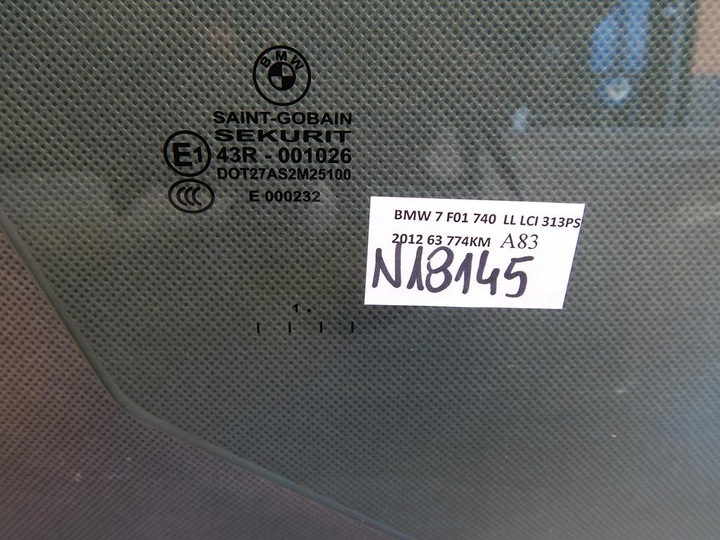 BMW
SAINT-GOBAIN
SEKURIT
E1 43R - 001026
DOT27AS2M25100
CCC E 000232
1.
BMW 7 F01 740 LL LCI 313PS
2012 63 774KM A83
N18145